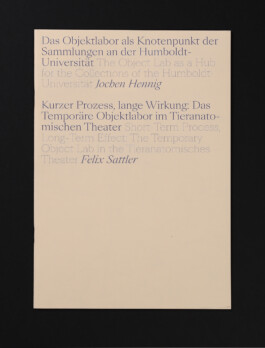 Das Objektlabor als Knotenpunkt der
Sammlungen an der Humboldt-
Universität The Object Lab as a Hub
for the Collections of the Humboldt
Universität Jochen Hennig
Kurzer Prozess, lange Wirkung: Das
Temporäre Objektlabor im Tieranato-
mischen Theater Short-Term Process,
Long-Term Effect: The Temporary
Object Lab in the Tieranatomisches
Theater Felix Sattler